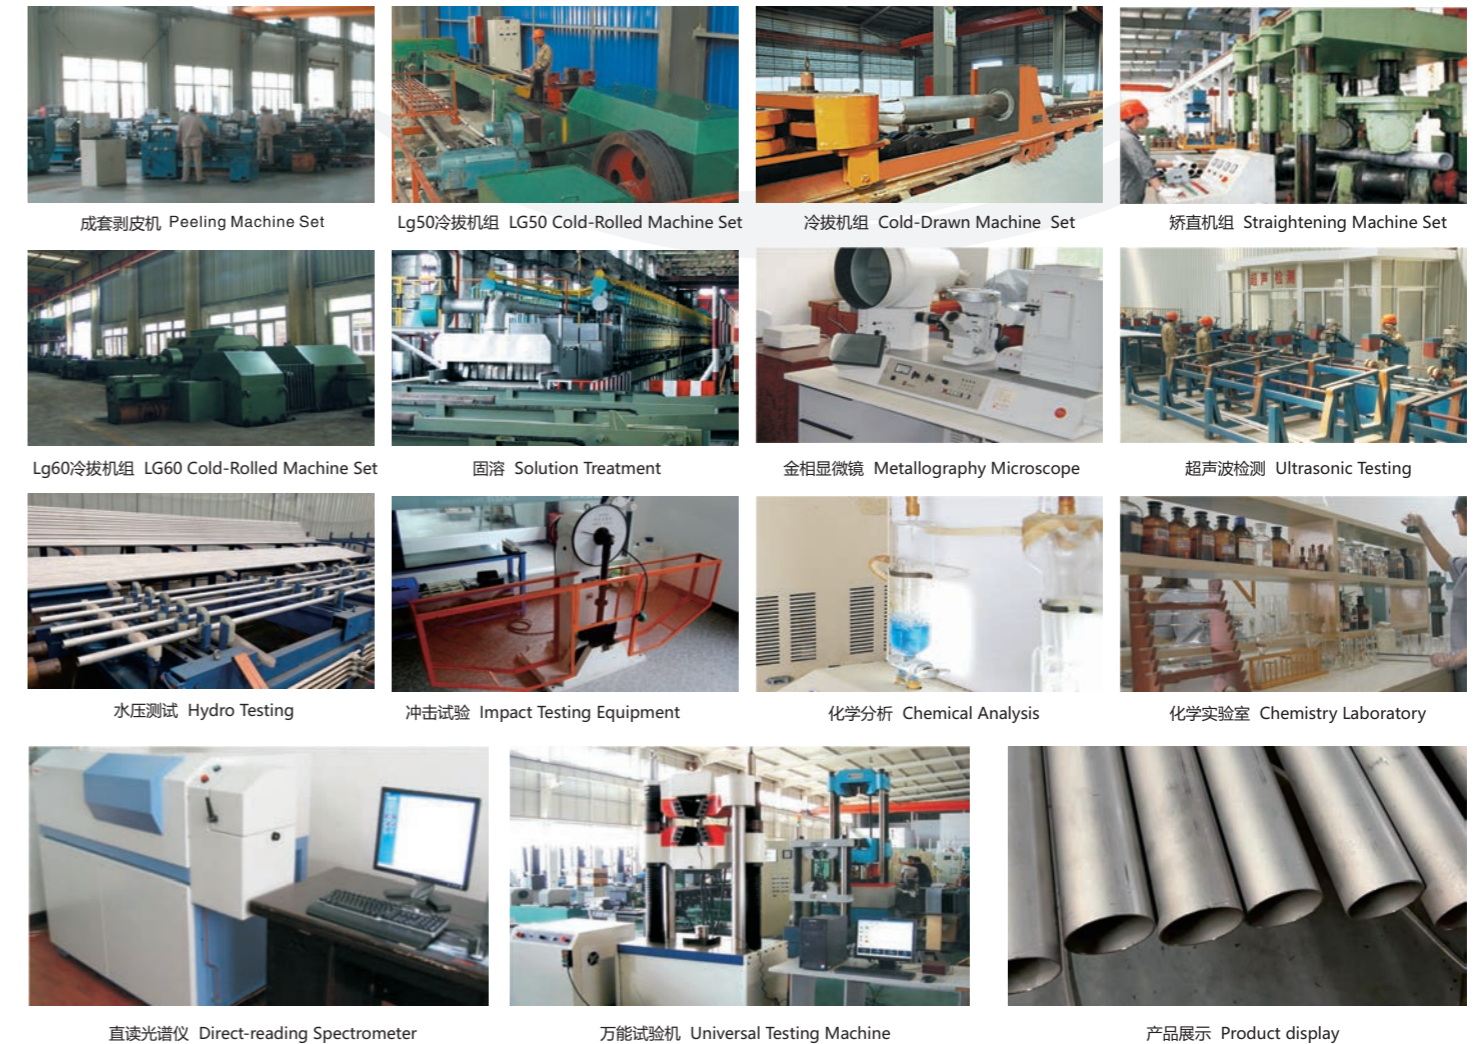 成套剥皮机 Peeling Machine Set
Lg50冷拔机组 LG50 Cold-Rolled Machine Set
冷拔机组 Cold-Drawn Machine Set
矫直机组 Straightening Machine Set
超声检测
Lg60冷拔机组 LG60 Cold-Rolled Machine Set
固溶 Solution Treatment
金相显微镜 Metallography Microscope
超声波检测 Ultrasonic Testing
水压测试 Hydro Testing
冲击试验 Impact Testing Equipment
化学分析 Chemical Analysis
化学实验室 Chemistry Laboratory
直读光谱仪 Direct-reading Spectrometer
万能试验机 Universal Testing Machine
产品展示 Product display